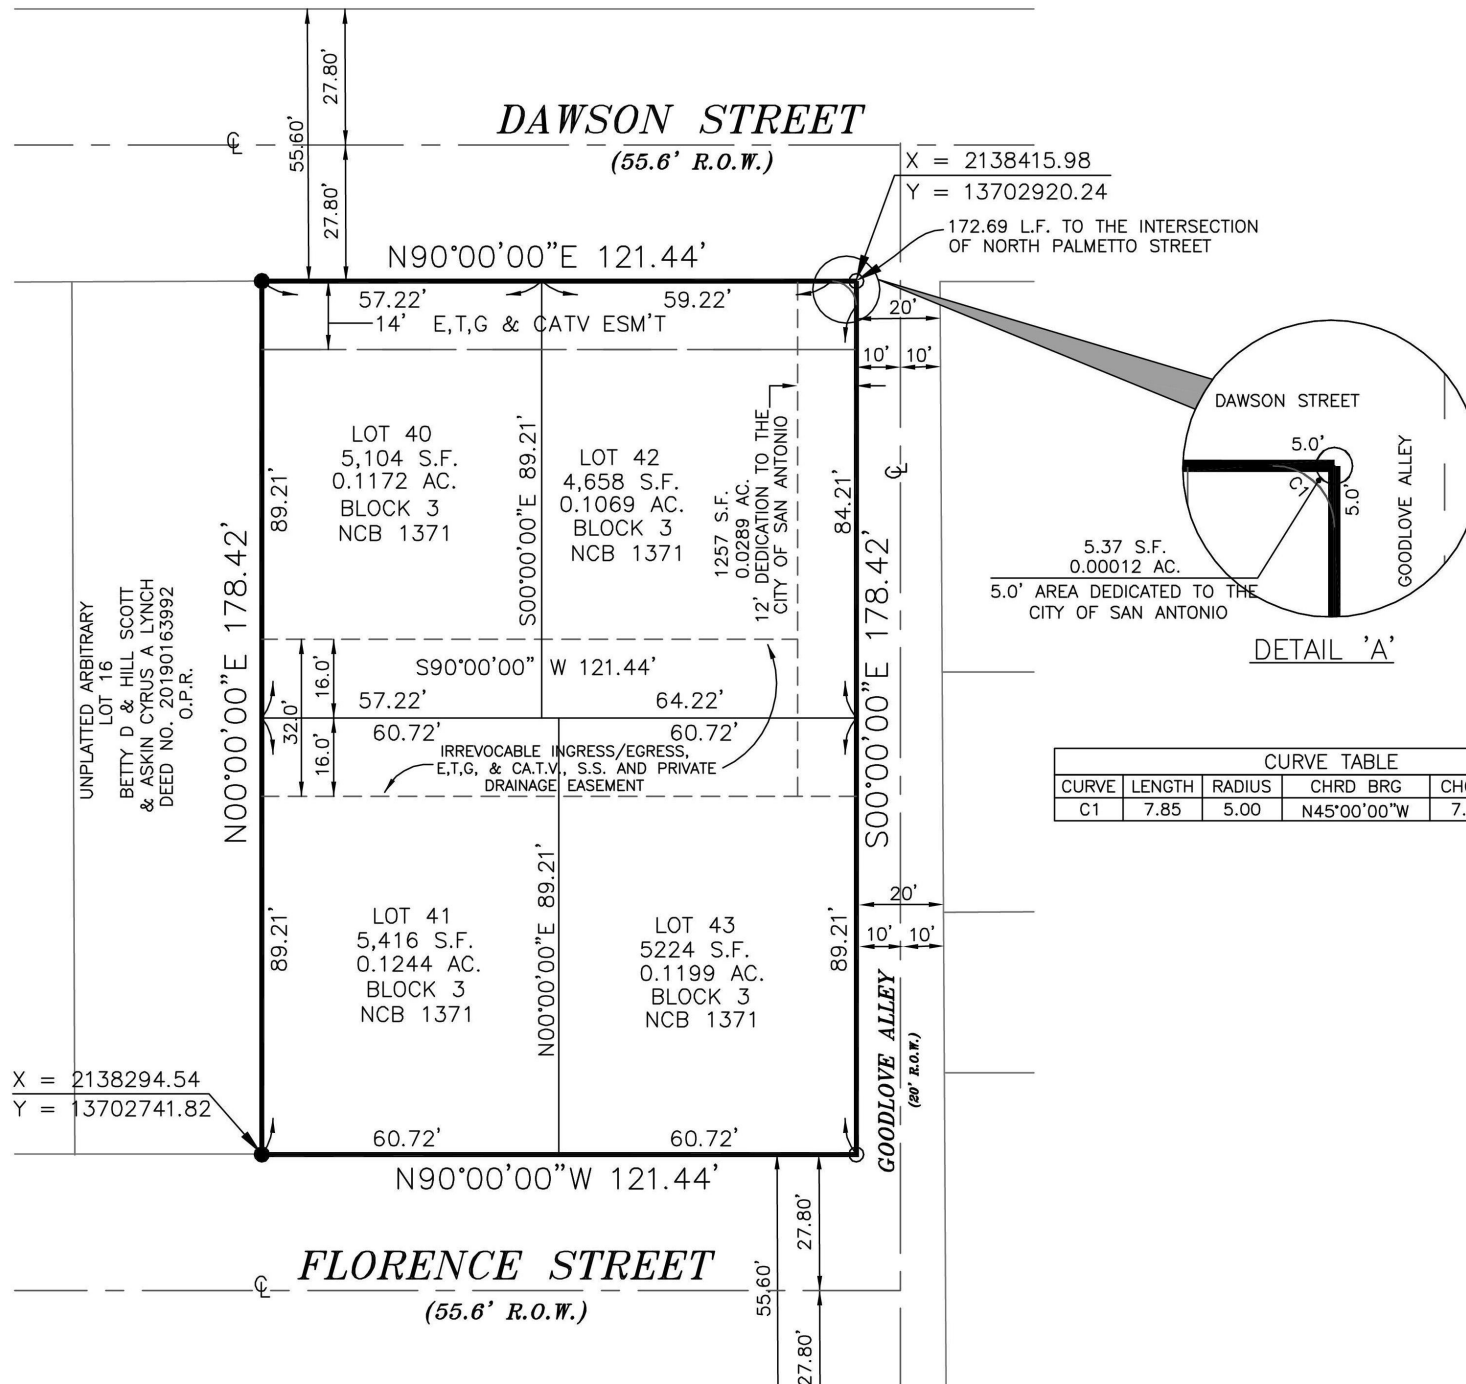 27.80'
55.60'
27.80'
DAWSON STREET
(55.6' R.O.W.)
X = 2138415.98
Y = 13702920.24
172.69 L.F. TO THE INTERSECTION
OF NORTH PALMETTO STREET
N90°00'00"E 121.44'
57.22'
59.22'
14' E,T,G & CATV ESM'T
20'
10'
10'
LOT 40
5,104 S.F.
0.1172 AC.
BLOCK 3
NCB 1371
89.21'
S00°00'00"E 89.21'
LOT 42
4,658 S.F.
0.1069 AC.
BLOCK 3
NCB 1371
1257 S.F.
0.0289 AC.
12' DEDICATION TO THE
CITY OF SAN ANTONIO
84.21'
N00°00'00"E 178.42'
S00°00'00"E 178.42'
UNPLATTED ARBITRARY
LOT 16
BETTY D & HILL SCOTT
& ASKIN CYRUS A LYNCH
DEED NO. 20190163992
O.P.R.
DAWSON STREET
5.0'
5.0'
C1
GOODLOVE ALLEY
5.37 S.F.
0.00012 AC.
5.0' AREA DEDICATED TO THE
CITY OF SAN ANTONIO
DETAIL 'A'
S90°00'00" W 121.44'
57.22'
64.22'
60.72'
60.72'
16.0'
32.0'
16.0'
IRREVOCABLE INGRESS/EGRESS,
E,T,G, & CA.T.V., S.S. AND PRIVATE
DRAINAGE EASEMENT
CURVE TABLE
CURVE LENGTH RADIUS CHRD BRG
C1 7.85 5.00 N45°00'00"W 7.
89.21'
LOT 41
5,416 S.F.
0.1244 AC.
BLOCK 3
NCB 1371
N00°00'00"E 89.21'
LOT 43
5224 S.F.
0.1199 AC.
BLOCK 3
NCB 1371
89.21'
20'
10'
10'
GOODLOVE ALLEY
(20' R.O.W.)
X = 2138294.54
Y = 13702741.82
60.72'
60.72'
N90°00'00"W 121.44'
FLORENCE STREET
(55.6' R.O.W.)
27.80'
55.60'
27.80'